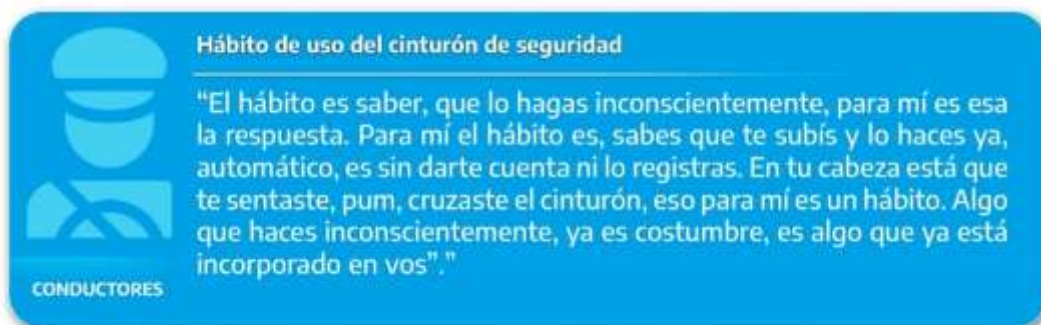 Hábito de uso del cinturón de seguridad
“El hábito es saber, que lo hagas inconscientemente, para mí es esa
la respuesta. Para mí el hábito es, sabes que te subís y lo haces ya,
automático, es sin darte cuenta ni lo registras. En tu cabeza está que
te sentaste, pum, cruzaste el cinturón, eso para mí es un hábito. Algo
que haces inconscientemente, ya es costumbre, es algo que ya está
incorporado en vos”.”
CONDUCTORES